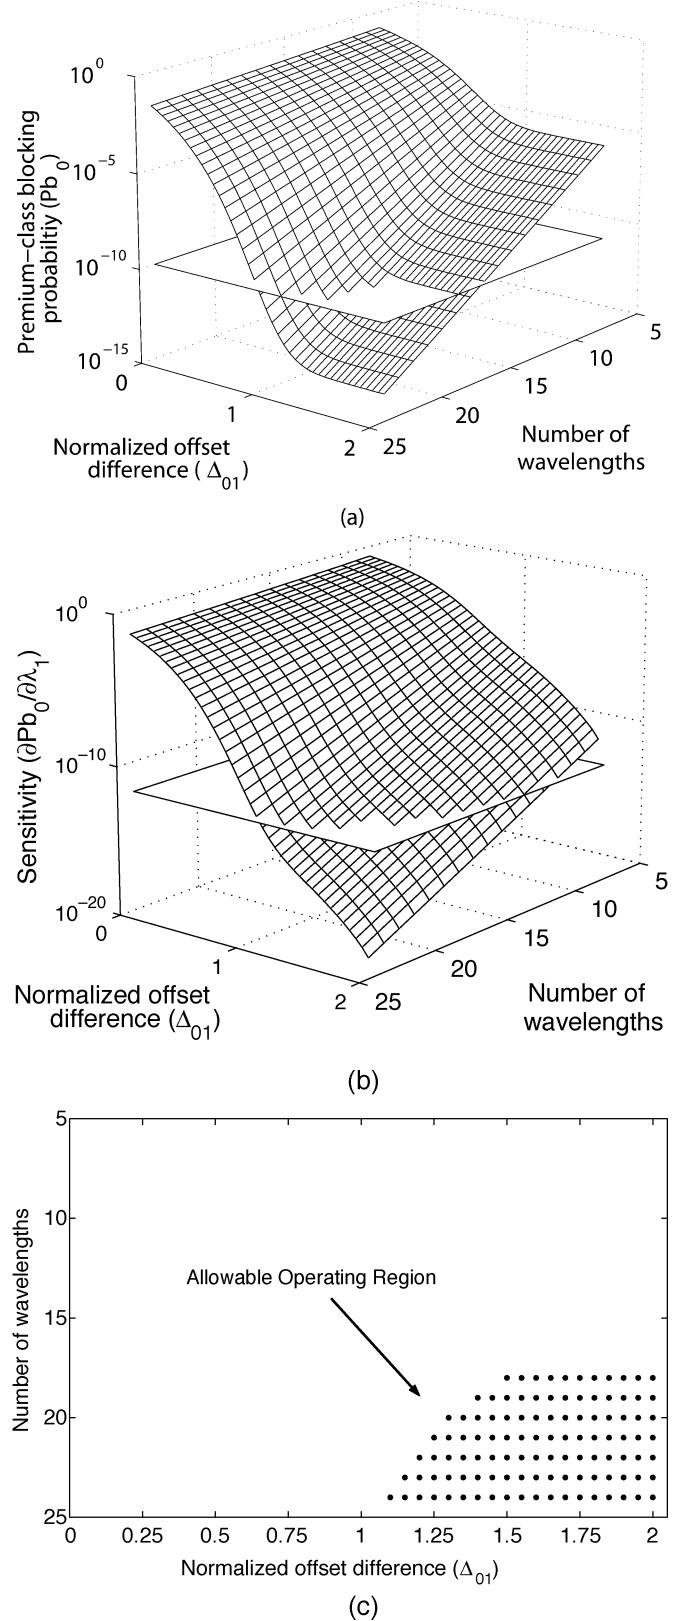 10^0
10^−5
10^−10
10^−15
Premium−class blocking
probabiltiy (Pb_0)
0
1
2
Normalized offset
difference ( Δ_01)
25
20
15
10
5
Number of
wavelengths
(a)
10^0
10^−10
10^−20
Sensitivity (∂Pb_0/∂λ_1)
0
1
2
Normalized offset
difference (Δ_01)
25
20
15
10
5
Number of
wavelengths
(b)
5
10
15
20
25
Number of wavelengths
Allowable Operating Region
0
0.25
0.5
0.75
1
1.25
1.5
1.75
2
Normalized offset difference (Δ_01)
(c)